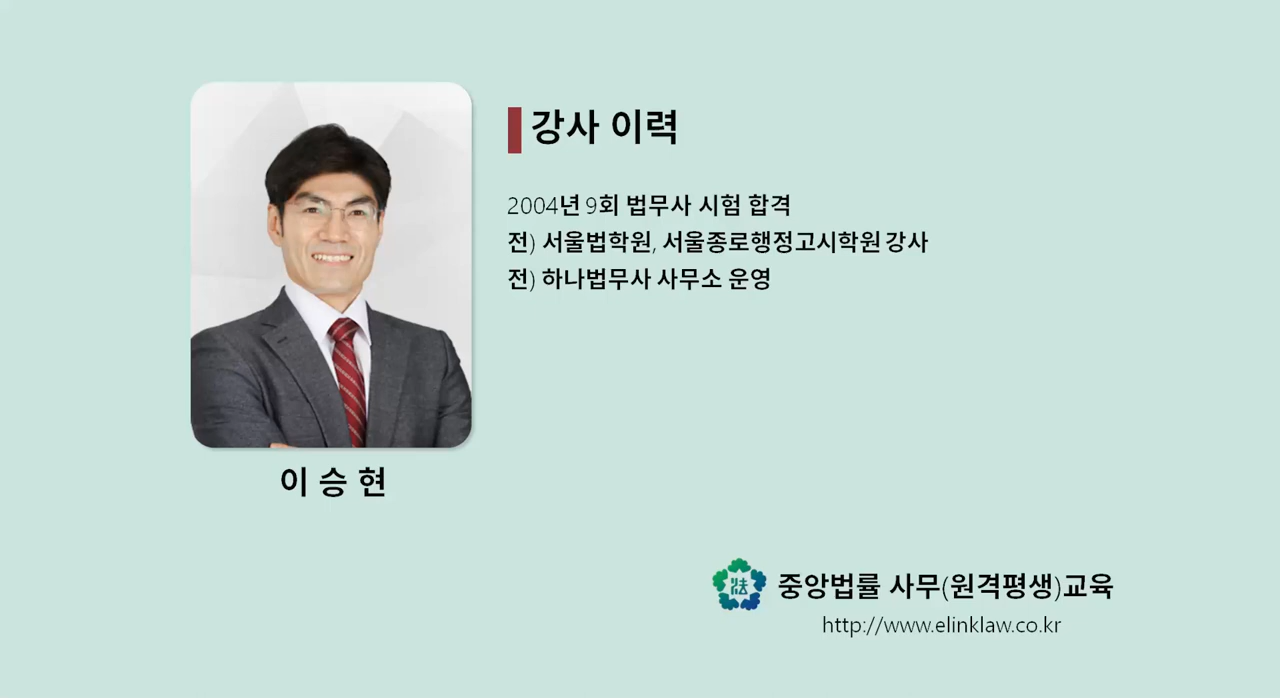 강사 이력
2004년 9회 법무사 시험 합격
전) 서울법학원, 서울종로행정고시학원 강사
전) 하나법무사 사무소 운영
이 승 현
法
중앙법률 사무(원격평생)교육
http://www.elinklaw.co.kr